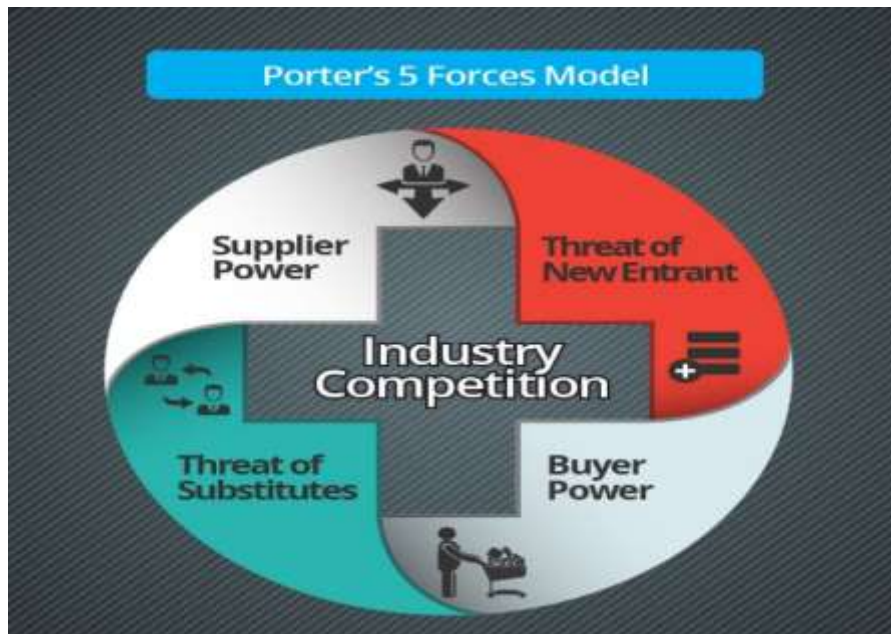 Porter's 5 Forces Model
Supplier
Power
Threat of
New Entrant
Industry
Competition
Threat of
Substitutes
Buyer
Power